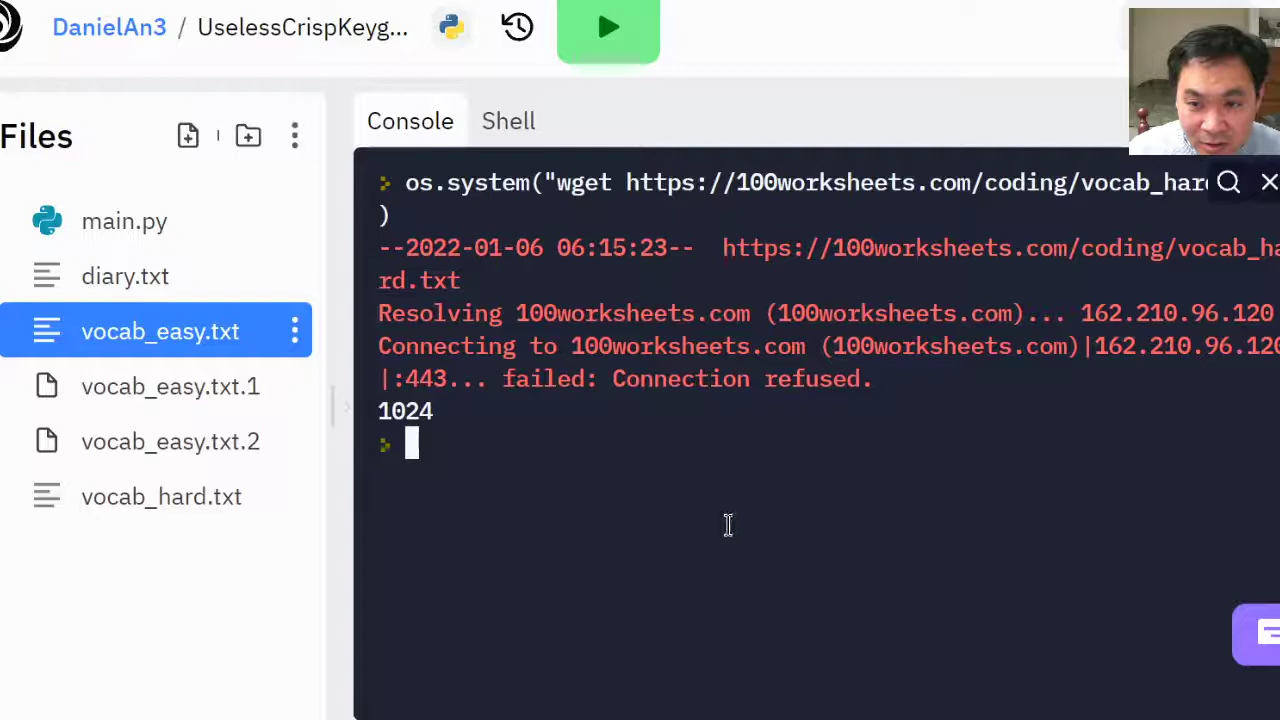 DanielAn3 / UselessCrispKeyg...
Files
Console
Shell
main.py
diary.txt
vocab_easy.txt
vocab_easy.txt.1
vocab_easy.txt.2
vocab_hard.txt
os.system("wget https://100worksheets.com/coding/vocab_har
)
--2022-01-06 06:15:23-- https://100worksheets.com/coding/vocab_ha
rd.txt
Resolving 100worksheets.com (100worksheets.com)... 162.210.96.120
Connecting to 100worksheets.com (100worksheets.com)|162.210.96.120
|:443... failed: Connection refused.
1024